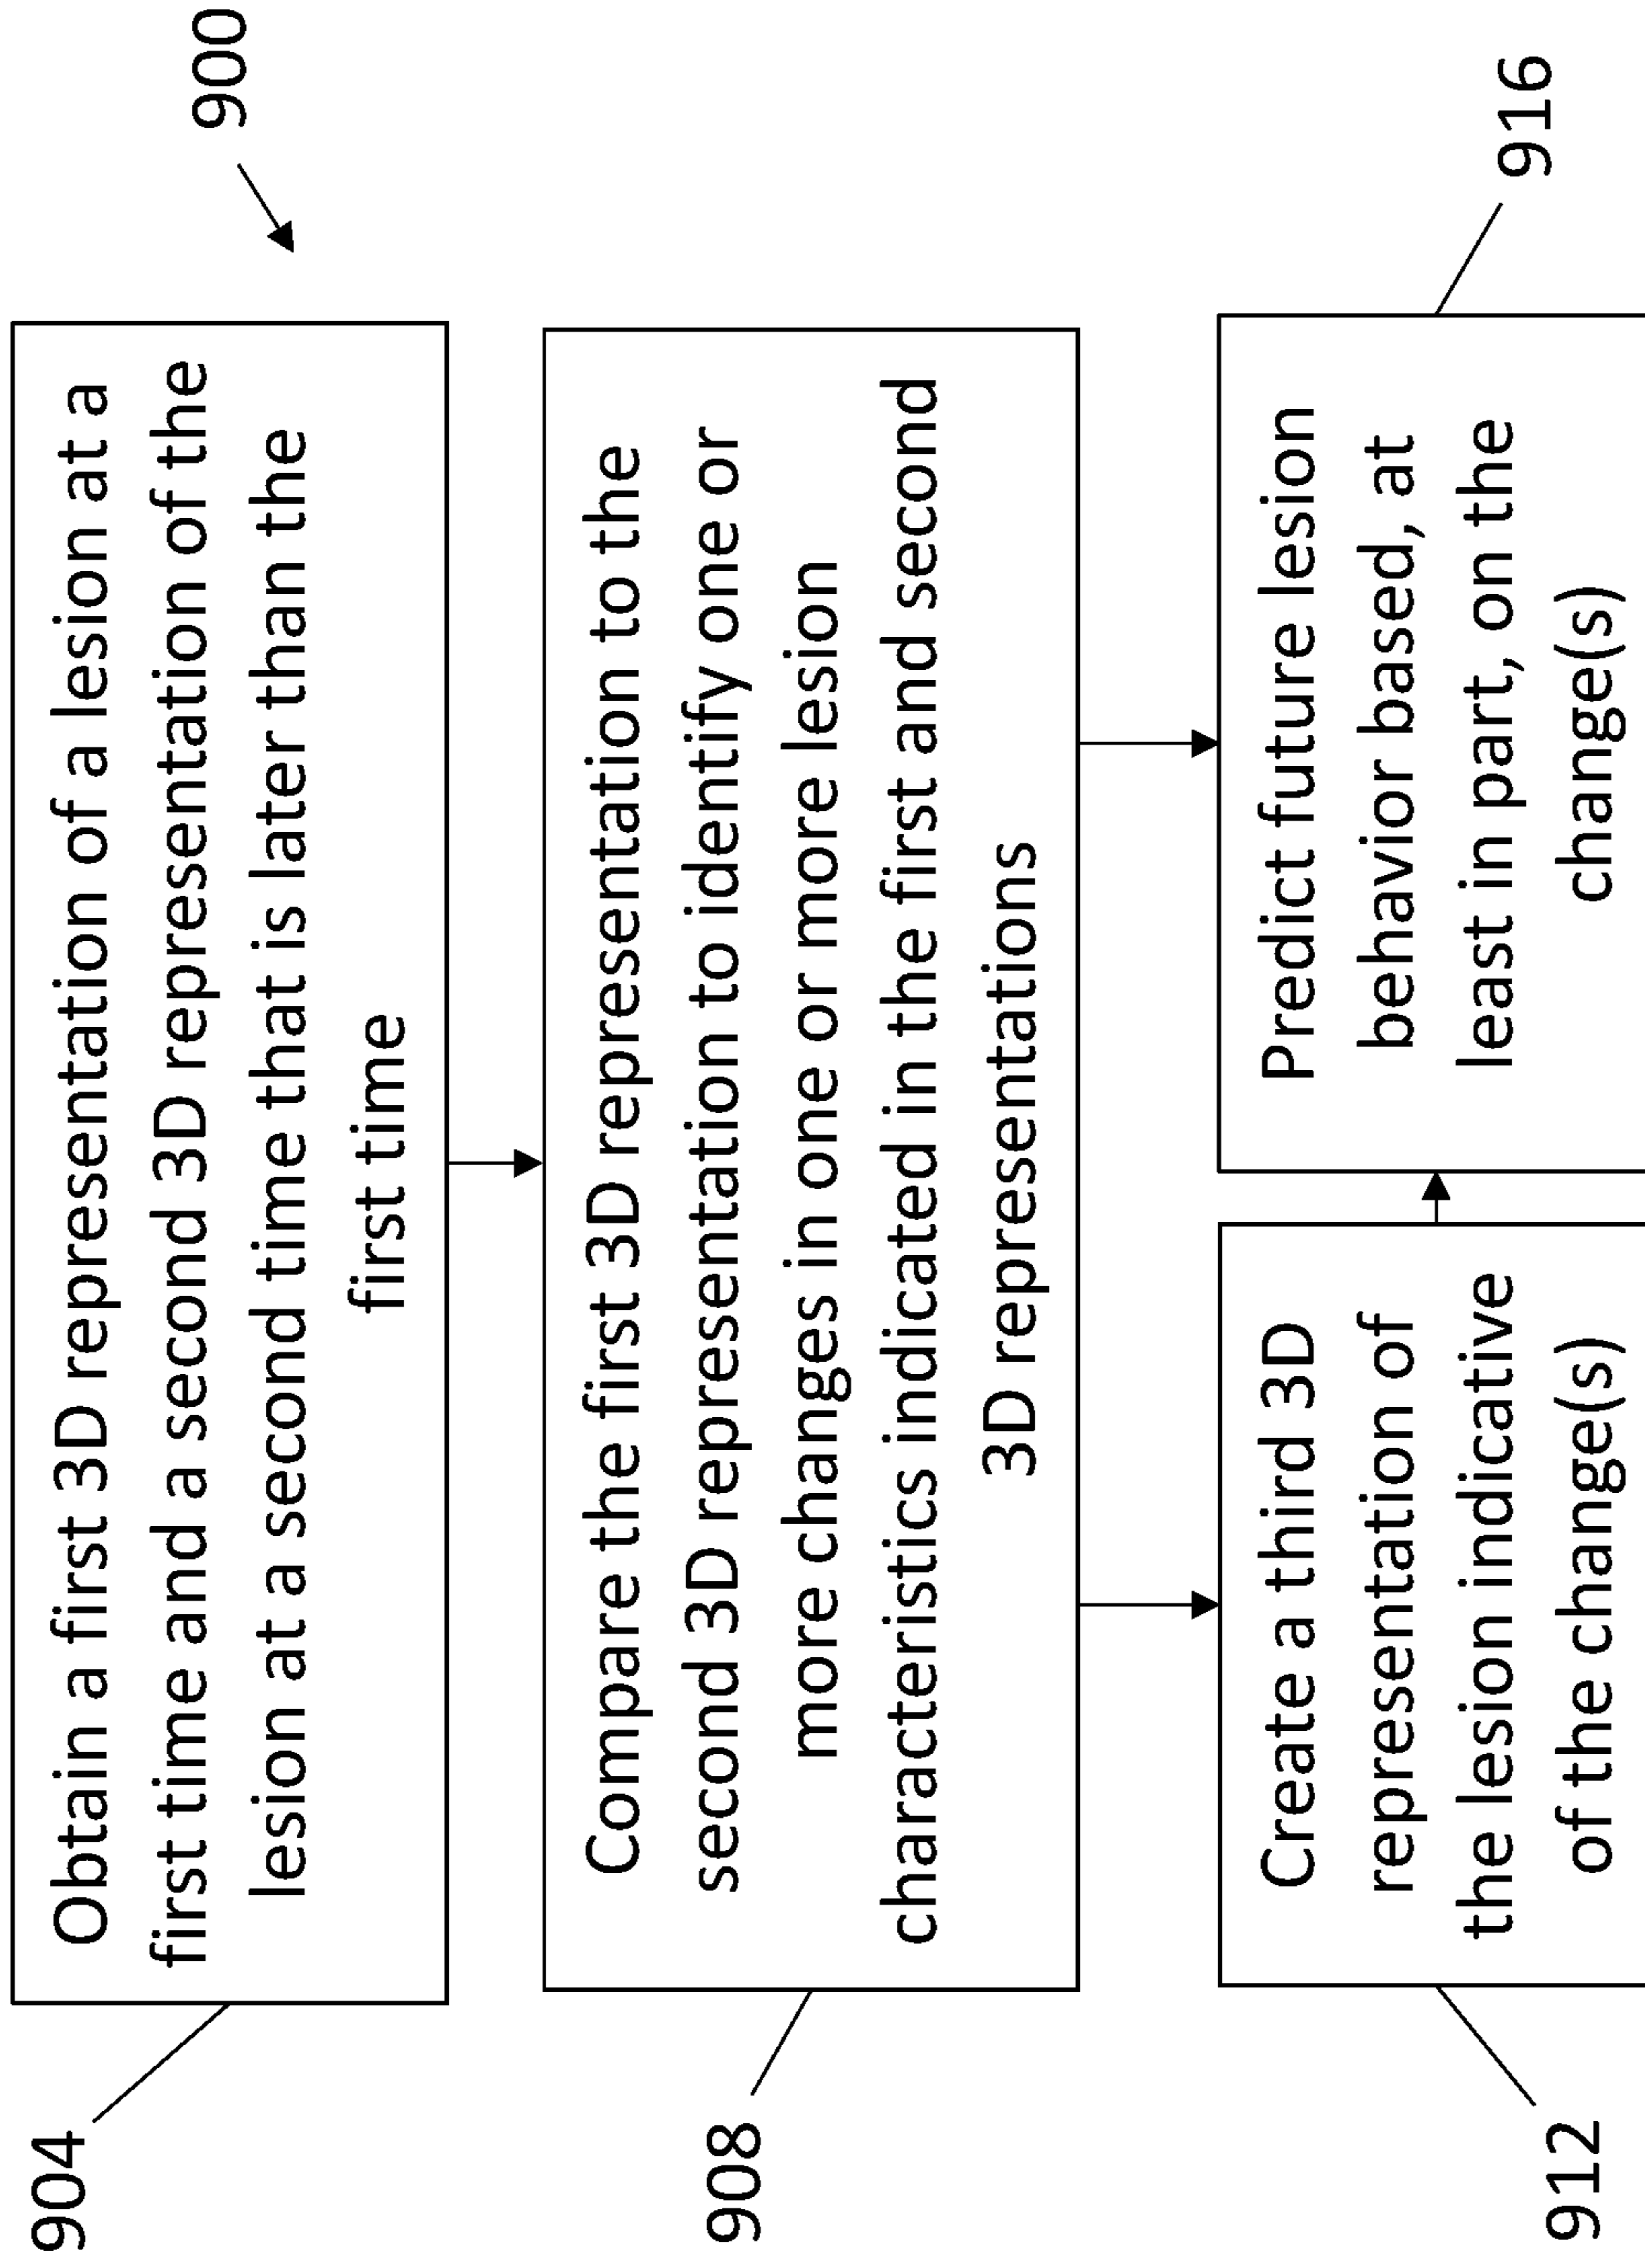 900
904
Obtain a first 3D representation of a lesion at a
first time and a second 3D representation of the
lesion at a second time that is later than the
first time
908
Compare the first 3D representation to the
second 3D representation to identify one or
more changes in one or more lesion
characteristics indicated in the first and second
3D representations
912
Create a third 3D
representation of
the lesion indicative
of the change(s)
916
Predict future lesion
behavior based, at
least in part, on the
change(s)